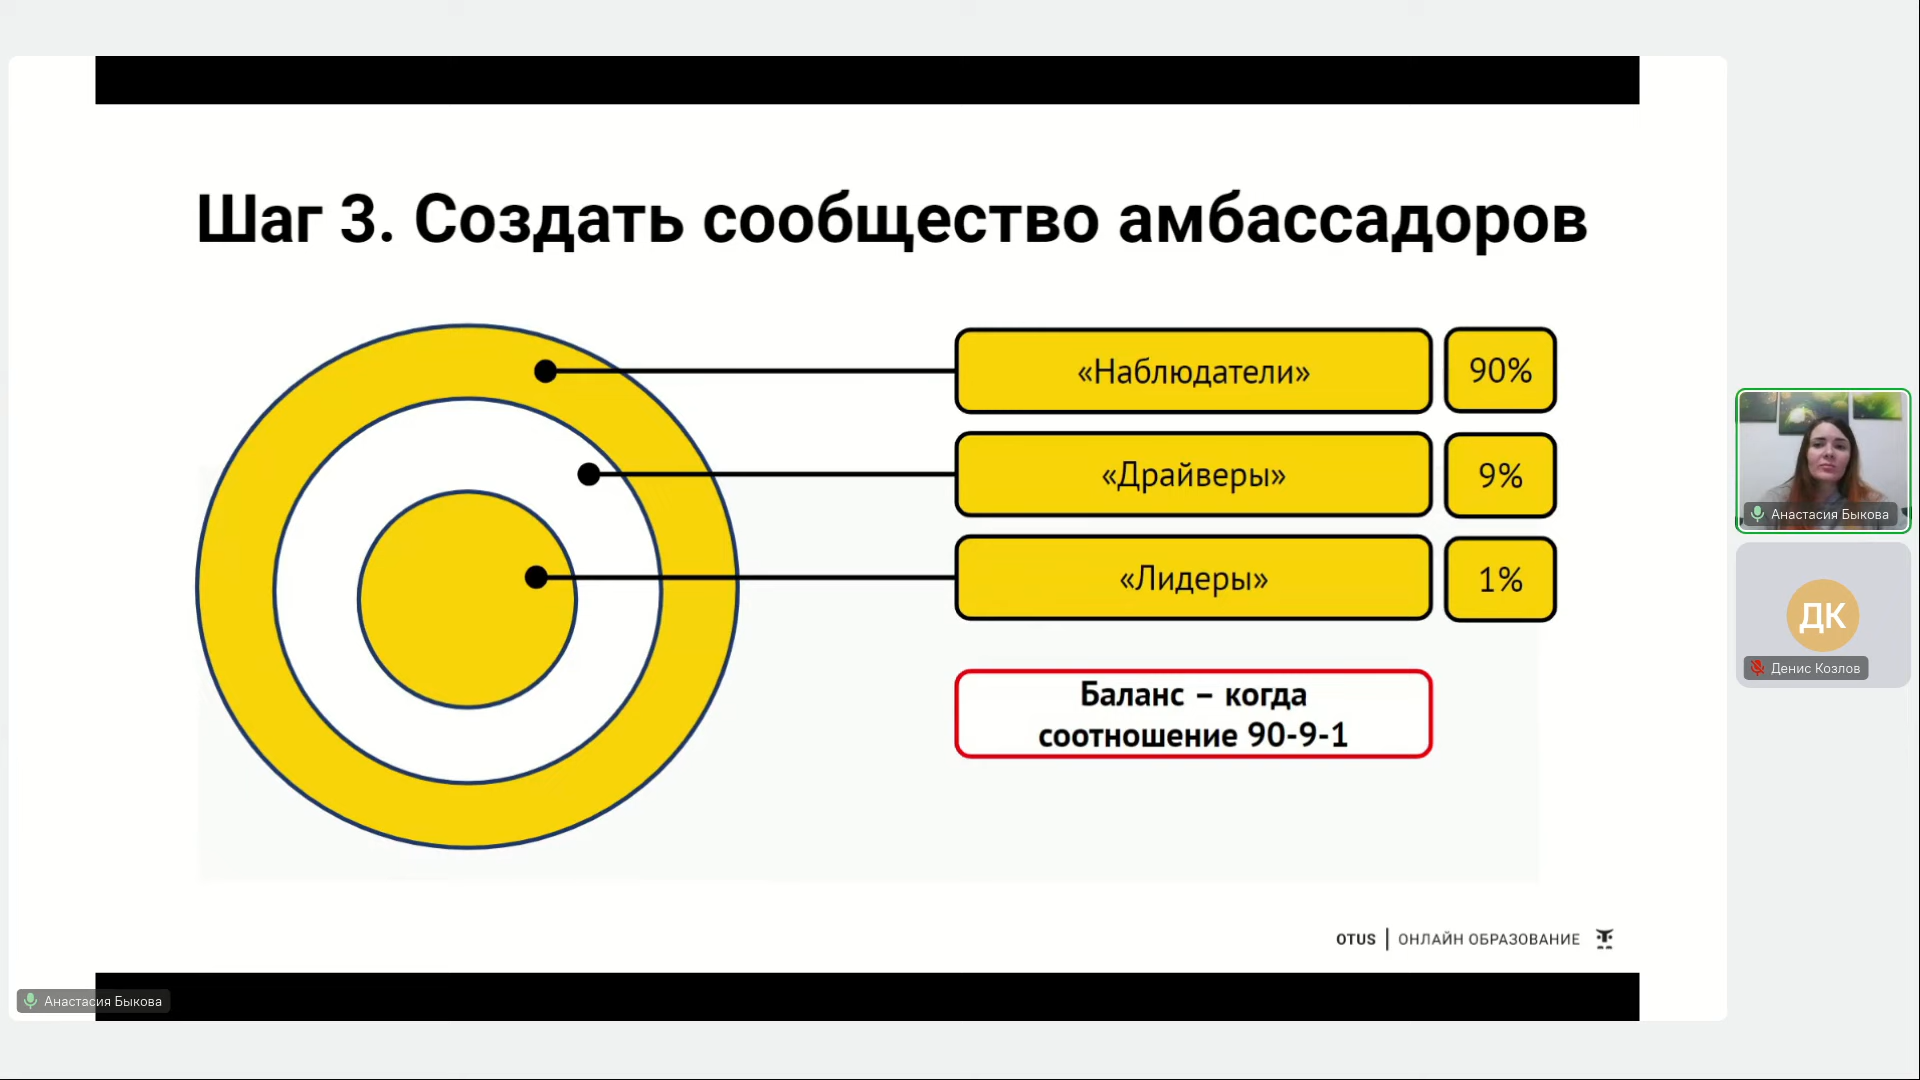 Шаг 3. Создать сообщество амбассадоров
«Наблюдатели» 90%
«Драйверы» 9%
«Лидеры» 1%
Баланс – когда
соотношение 90-9-1
OTUS | ОНЛАЙН ОБРАЗОВАНИЕ
Анастасия Быкова
Анастасия Быкова
ДК
Денис Козлов